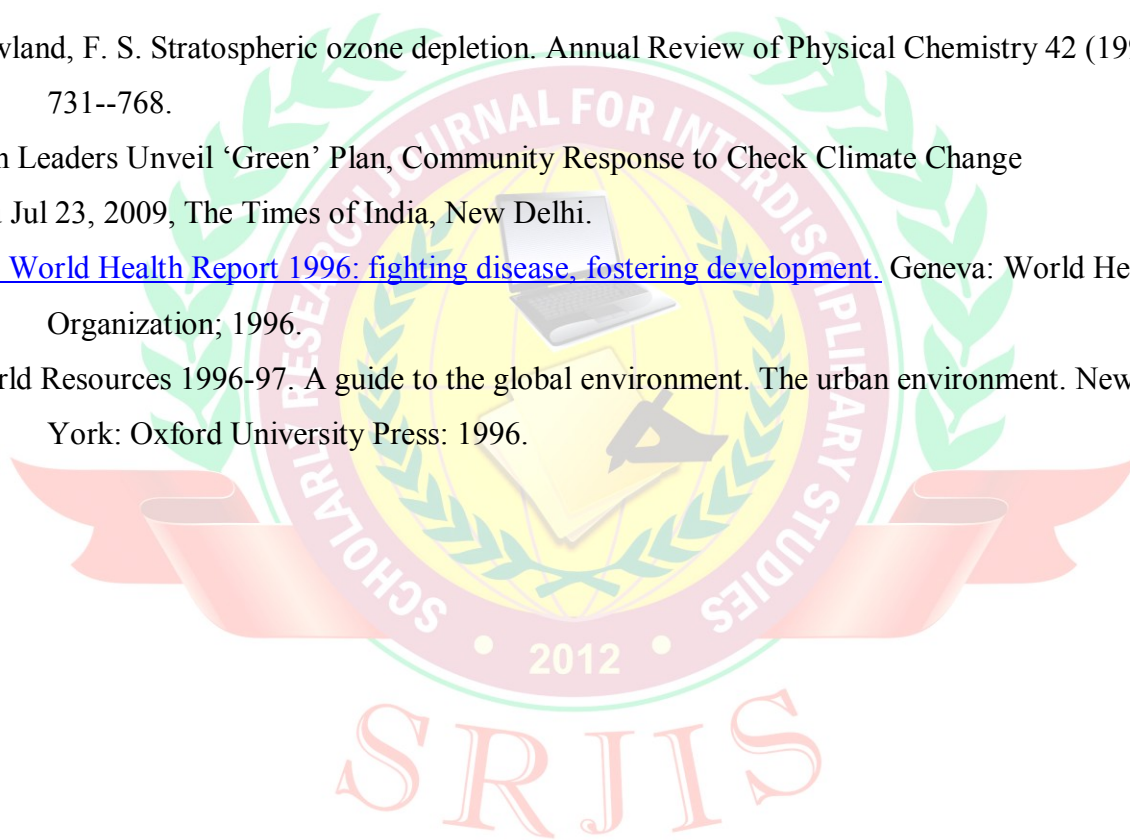 wland, F. S. Stratospheric ozone depletion. Annual Review of Physical Chemistry 42 (199
731--768.
n Leaders Unveil ‘Green’ Plan, Community Response to Check Climate Change
Jul 23, 2009, The Times of India, New Delhi.
World Health Report 1996: fighting disease, fostering development. Geneva: World He
Organization; 1996.
rld Resources 1996-97. A guide to the global environment. The urban environment. New
York: Oxford University Press: 1996.
SCHOLARLY RESEARCH JOURNAL FOR INTERDISCIPLINARY STUDIES
• 2012 •
SRJIS